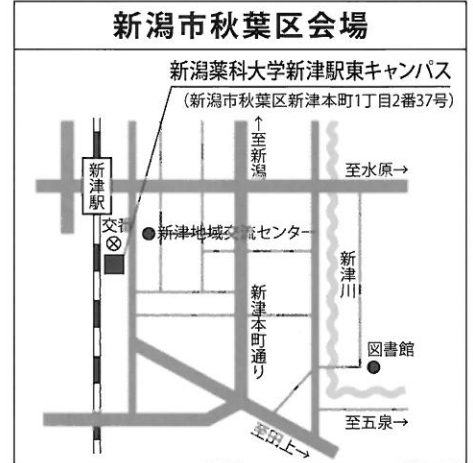 新潟市秋葉区会場
新潟薬科大学新津駅東キャンパス
（新潟市秋葉区新津本町1丁目2番37号）
←至新潟
至水原→
新津駅
交番
新津地域交流センター
新津川
新津本町通り
図書館
至五泉→
至田上→